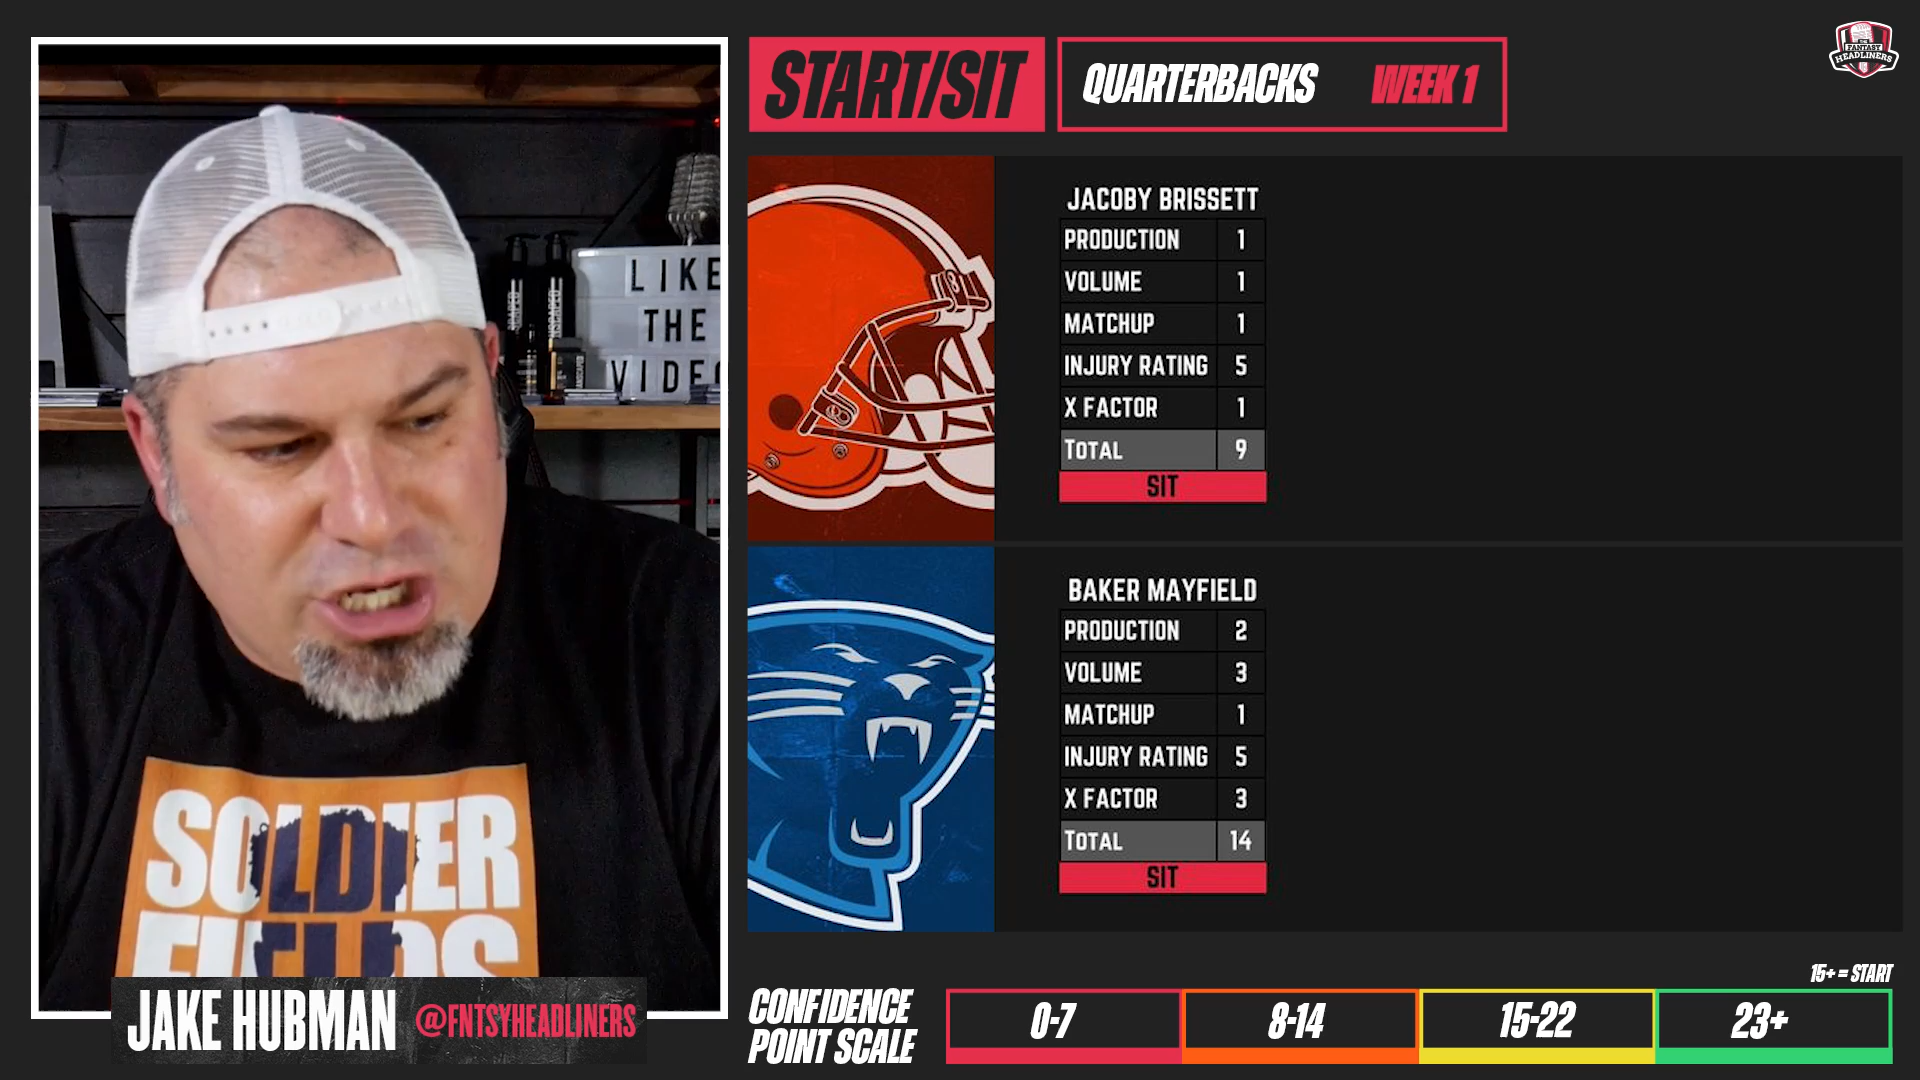 START/SIT
QUARTERBACKS WEEK 1
THE
FANTASY
HEADLINERS
LIKE
THE
VIDEO
SOLDIER
FIELDS
JAKE HUBMAN @FNTSYHEADLINERS
JACOBY BRISSETT
PRODUCTION 1
VOLUME 1
MATCHUP 1
INJURY RATING 5
X FACTOR 1
TOTAL 9
SIT
BAKER MAYFIELD
PRODUCTION 2
VOLUME 3
MATCHUP 1
INJURY RATING 5
X FACTOR 3
TOTAL 14
SIT
15+ = START
CONFIDENCE
POINT SCALE
0-7 8-14 15-22 23+